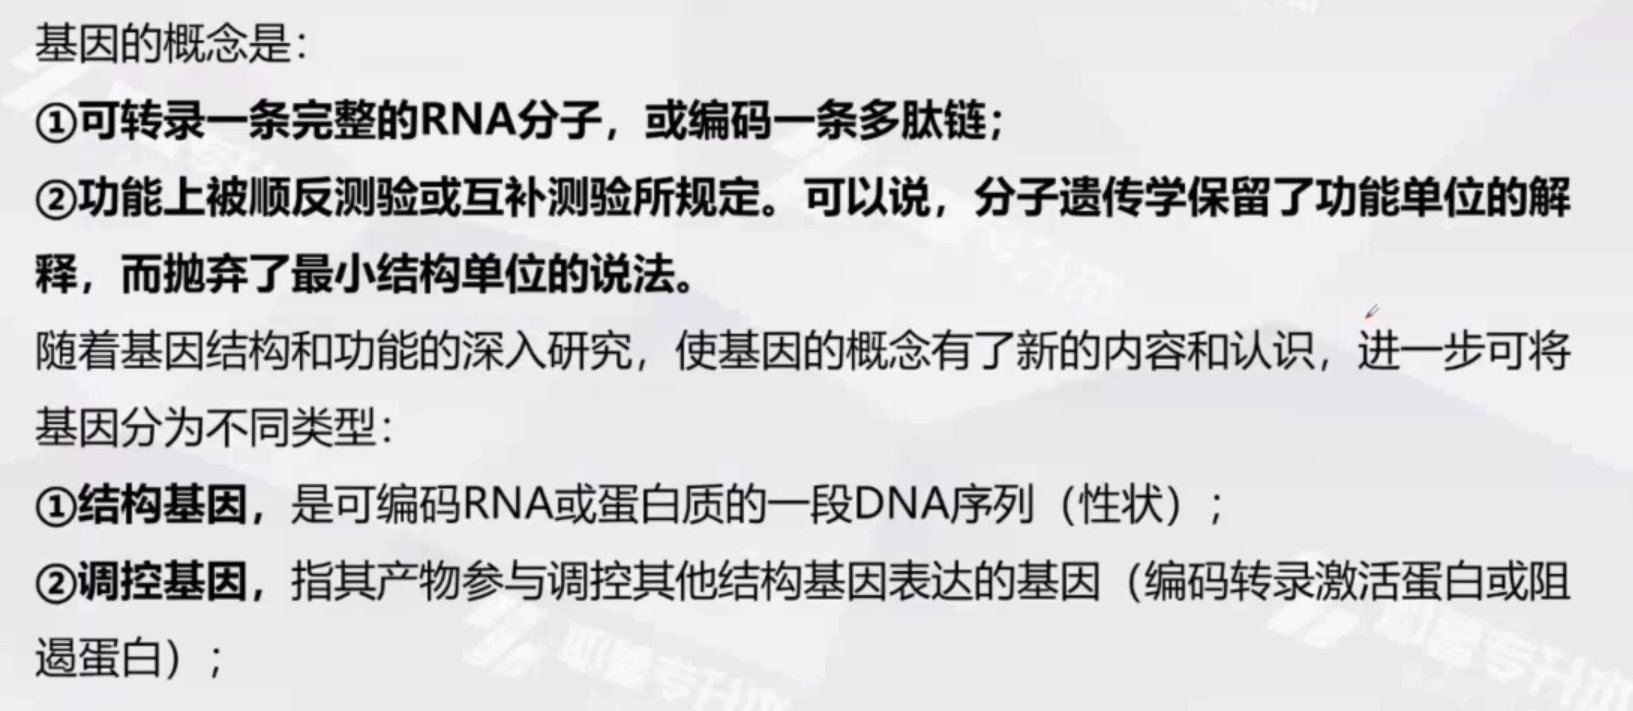 基因的概念是：
①可转录一条完整的RNA分子，或编码一条多肽链；
②功能上被顺反测验或互补测验所规定。可以说，分子遗传学保留了功能单位的解
释，而抛弃了最小结构单位的说法。
随着基因结构和功能的深入研究，使基因的概念有了新的内容和认识，进一步可将
基因分为不同类型：
①结构基因，是可编码RNA或蛋白质的一段DNA序列（性状）；
②调控基因，指其产物参与调控其他结构基因表达的基因（编码转录激活蛋白或阻
遏蛋白）；